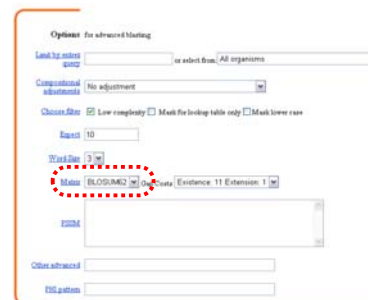 Options for advanced blasting
Limit by entrez query or select from: All organisms
Compositional adjustments No adjustment
Choose filter Low complexity Mask for lookup table only Mask lower case
Expect 10
Word Size 3
Matrix BLOSUM62 Gap Costs Existence: 11 Extension: 1
PSSM
Other advanced
PHI pattern